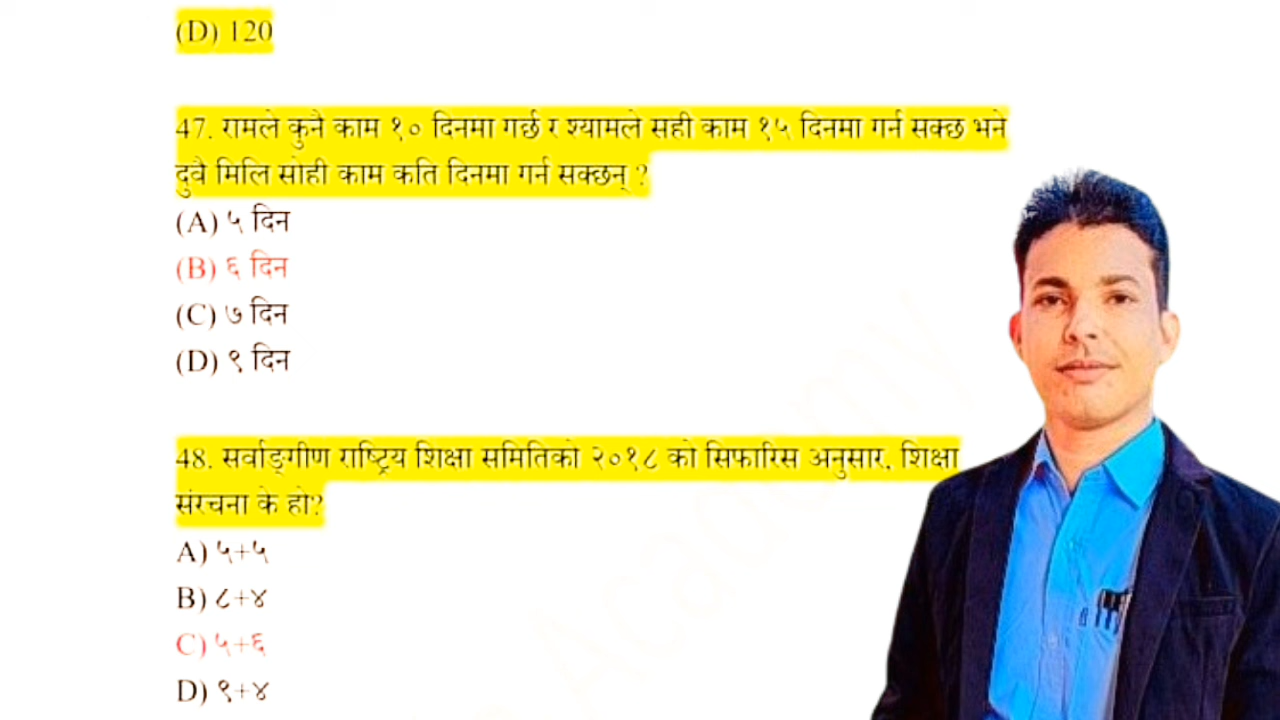 (D) 120
47. रामले कुनै काम १० दिनमा गर्छ र श्यामले सही काम १५ दिनमा गर्न सक्छ भने
दुवै मिलि सोही काम कति दिनमा गर्न सक्छन् ?
(A) ५ दिन
(B) ६ दिन
(C) ७ दिन
(D) ९ दिन
48. सर्वाङ्गीण राष्ट्रिय शिक्षा समितिको २०१८ को सिफारिस अनुसार, शिक्षा
संरचना के हो?
A) ५+५
B) ८+४
C) ५+६
D) ९+४
Academy